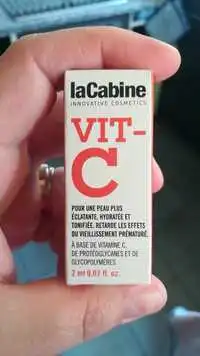 laCabine
INNOVATIVE COSMETICS
VIT-
C
POUR UNE PEAU PLUS
ÉCLATANTE, HYDRATÉE ET
TONIFIÉE. RETARDE LES EFFETS
DU VIEILLISSEMENT PRÉMATURÉ.
À BASE DE VITAMINE C,
DE PROTÉOGLYCANES ET DE
GLYCOPOLYMÈRES
2 ml 0.07 fl. oz.